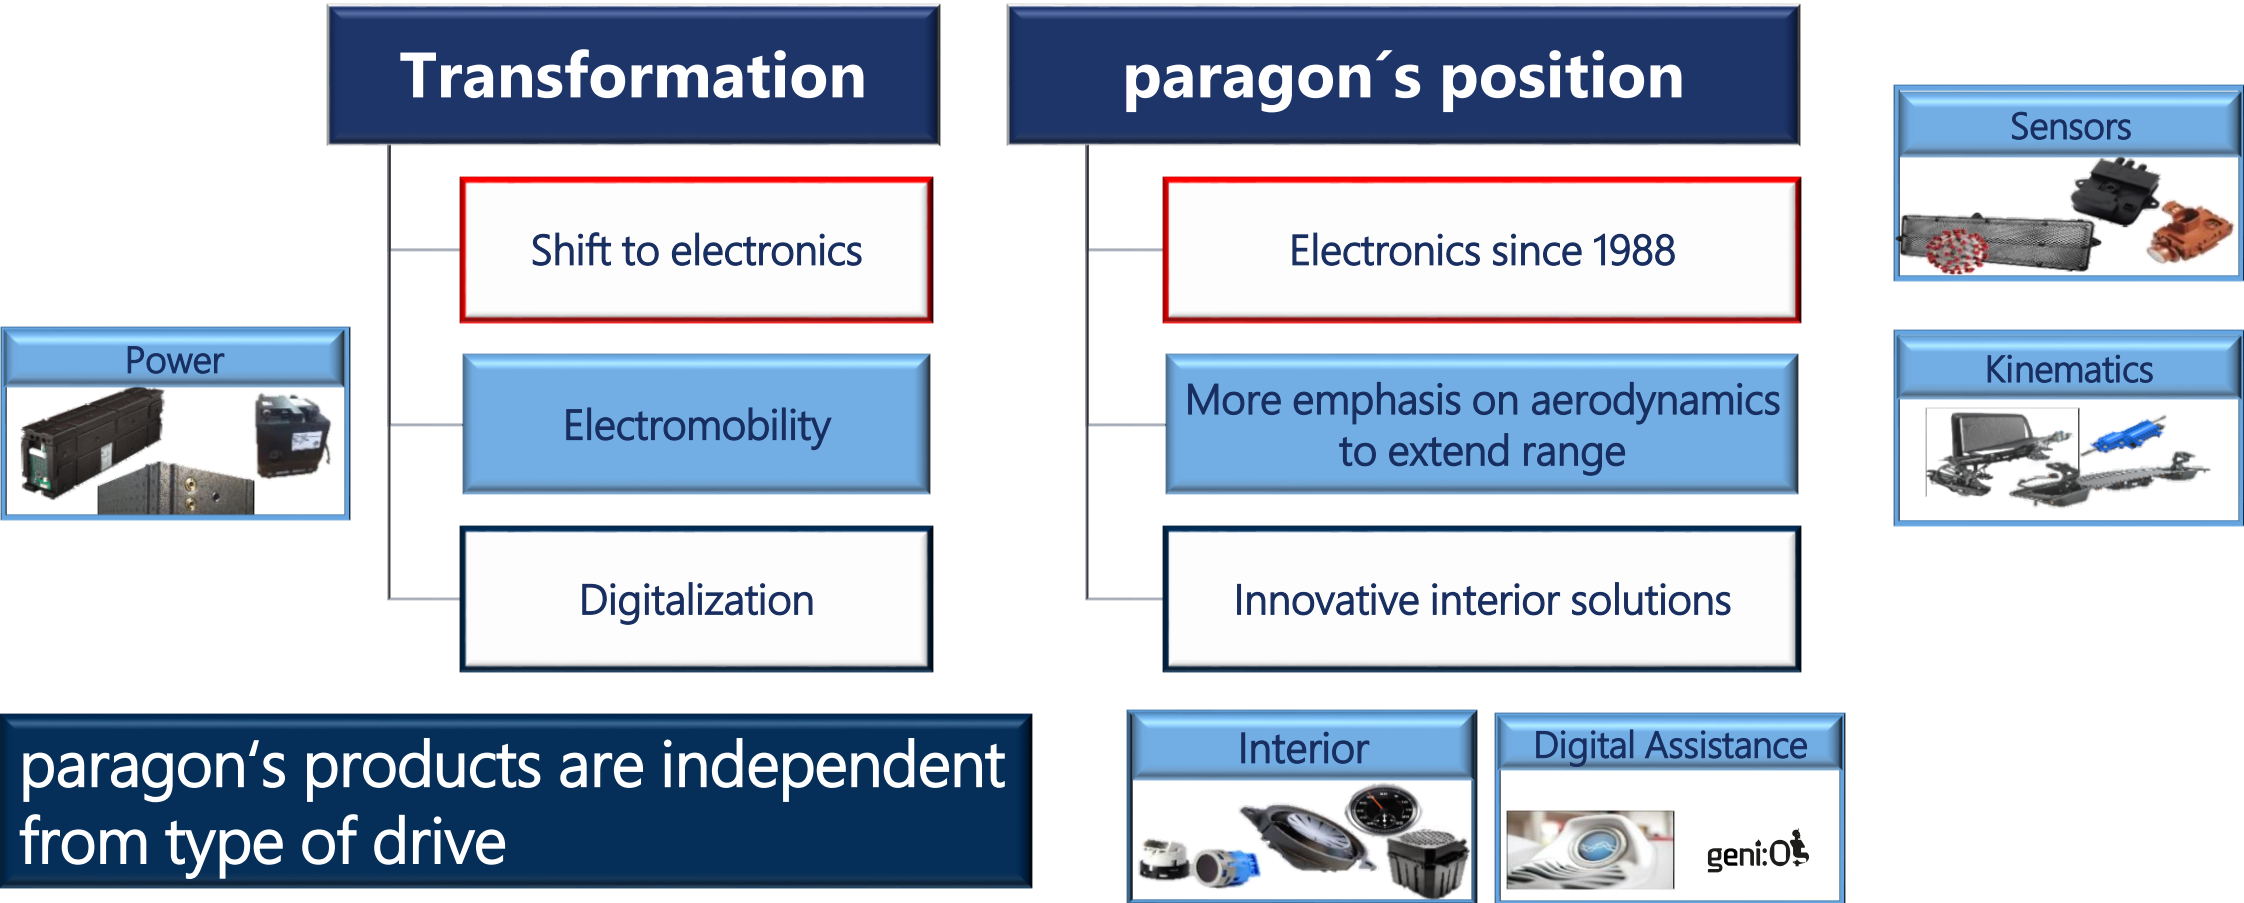 Transformation
Shift to electronics
Electromobility
Digitalization
paragon´s position
Electronics since 1988
More emphasis on aerodynamics
to extend range
Innovative interior solutions
Sensors
Kinematics
Power
paragon‘s products are independent
from type of drive
Interior
Digital Assistance
geni:OS